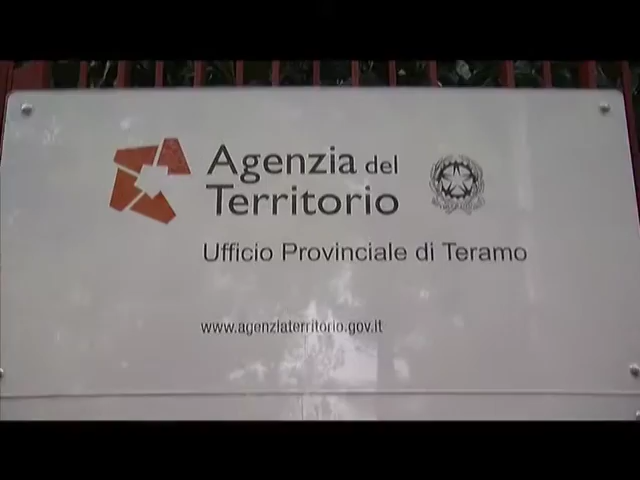 Agenzia del
Territorio
Ufficio Provinciale di Teramo
www.agenziaterritorio.gov.it